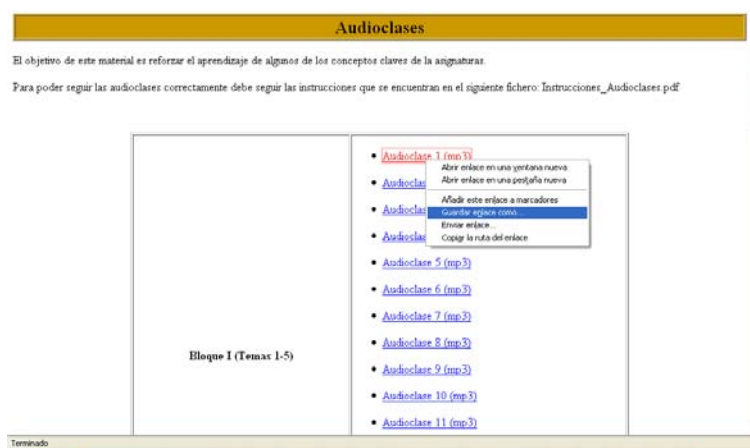 Audioclases
El objetivo de este material es reforzar el aprendizaje de algunos de los conceptos claves de la asignaturas.
Para poder seguir las audioclases correctamente debe seguir las instrucciones que se encuentran en el siguiente fichero: Instrucciones_Audioclases.pdf
Bloque I (Temas 1-5)
Audioclase 1 (mp3)
Audioclas
Audioclas
Audioclas
Audioclase 5 (mp3)
Audioclase 6 (mp3)
Audioclase 7 (mp3)
Audioclase 8 (mp3)
Audioclase 9 (mp3)
Audioclase 10 (mp3)
Audioclase 11 (mp3)
Abrir enlace en una ventana nueva
Abrir enlace en una pestaña nueva
Añadir este enlace a marcadores
Guardar enlace como...
Enviar enlace...
Copiar la ruta del enlace
Terminado